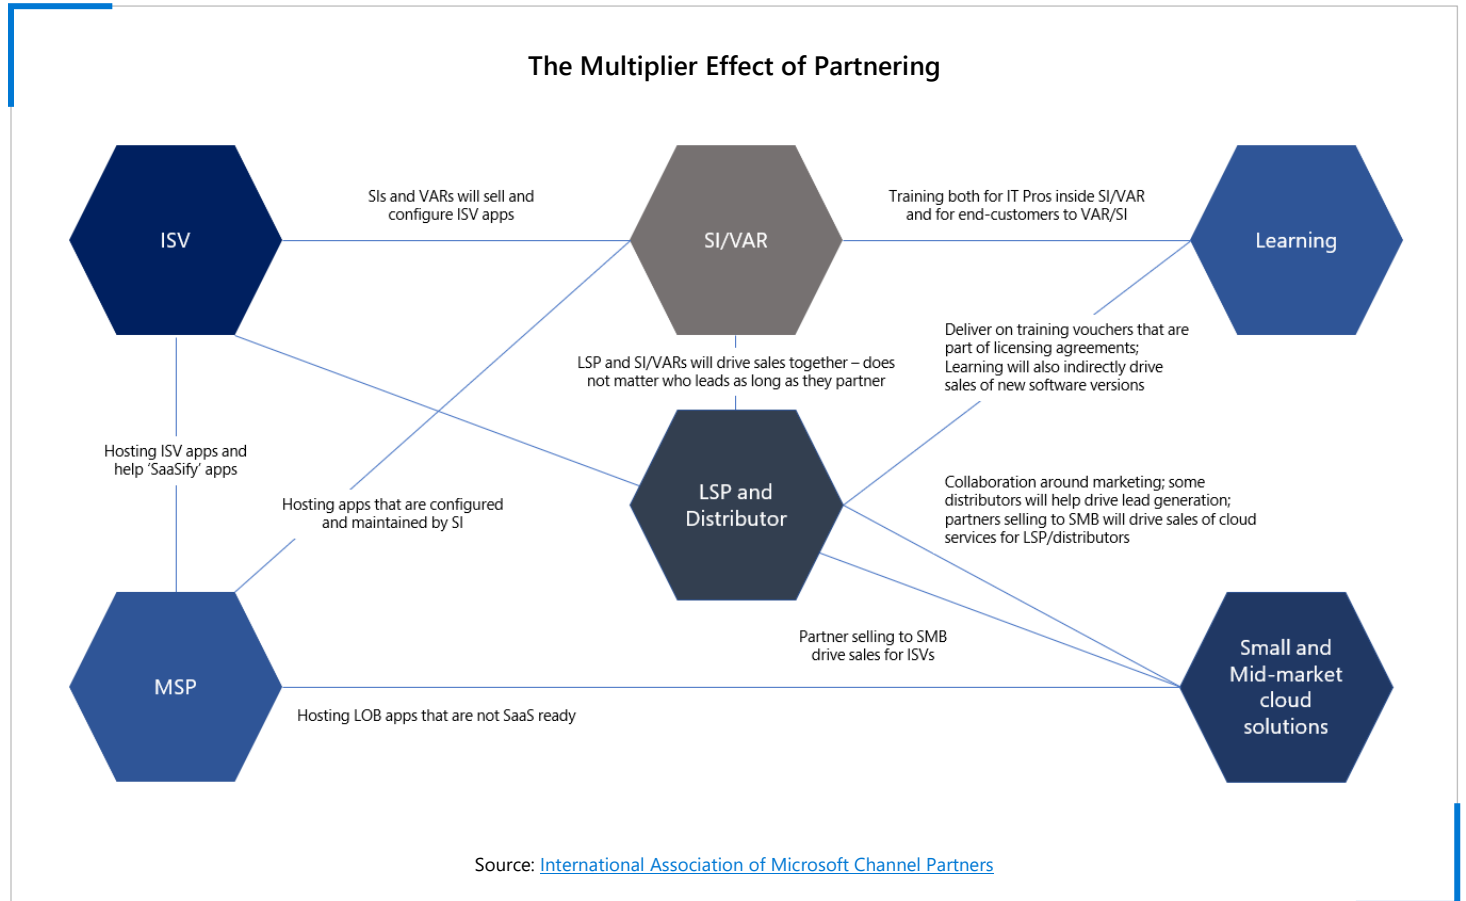 The Multiplier Effect of Partnering
ISV
SIs and VARs will sell and
configure ISV apps
SI/VAR
Training both for IT Pros inside SI/VAR
and for end-customers to VAR/SI
Learning
LSP and SI/VARs will drive sales together – does
not matter who leads as long as they partner
Deliver on training vouchers that are
part of licensing agreements;
Learning will also indirectly drive
sales of new software versions
Hosting ISV apps and
help ‘SaaSify’ apps
Hosting apps that are configured
and maintained by SI
LSP and
Distributor
Collaboration around marketing; some
distributors will help drive lead generation;
partners selling to SMB will drive sales of cloud
services for LSP/distributors
Partner selling to SMB
drive sales for ISVs
MSP
Hosting LOB apps that are not SaaS ready
Small and
Mid-market
cloud
solutions
Source: International Association of Microsoft Channel Partners